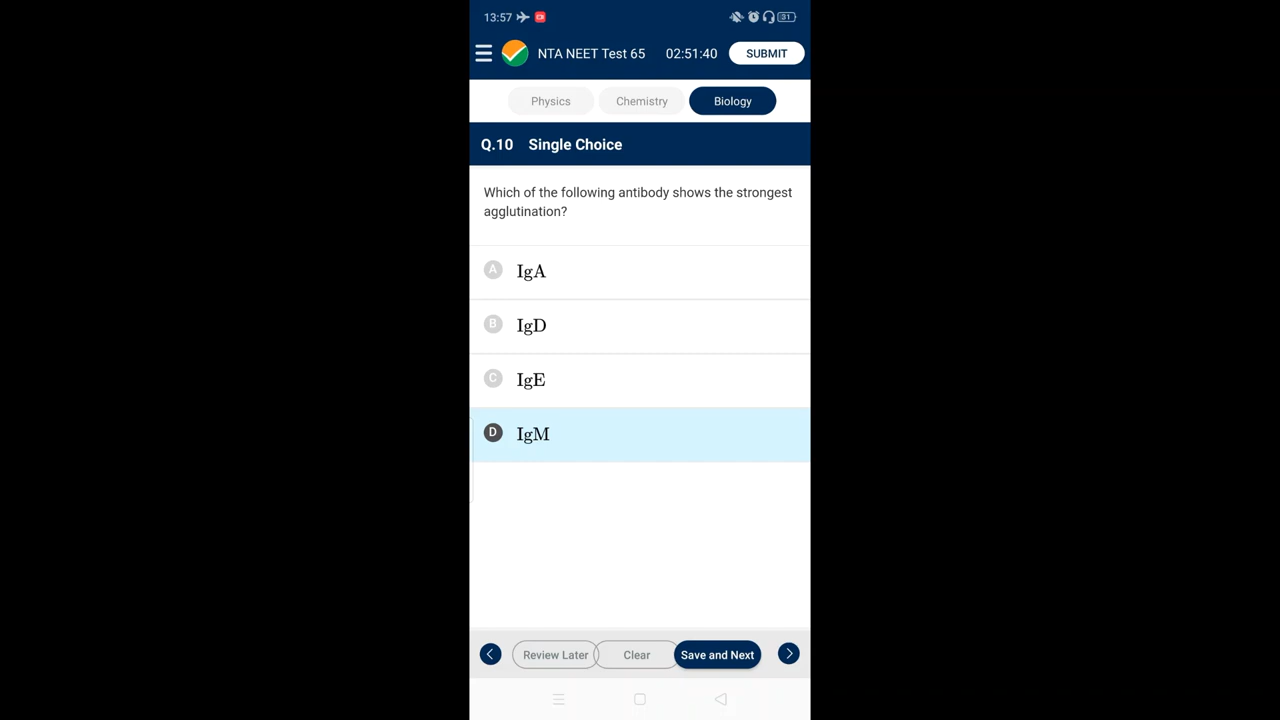 13:57
31
NTA NEET Test 65 02:51:40 SUBMIT
Physics Chemistry Biology
Q.10 Single Choice
Which of the following antibody shows the strongest
agglutination?
A IgA
B IgD
C IgE
D IgM
Review Later Clear Save and Next